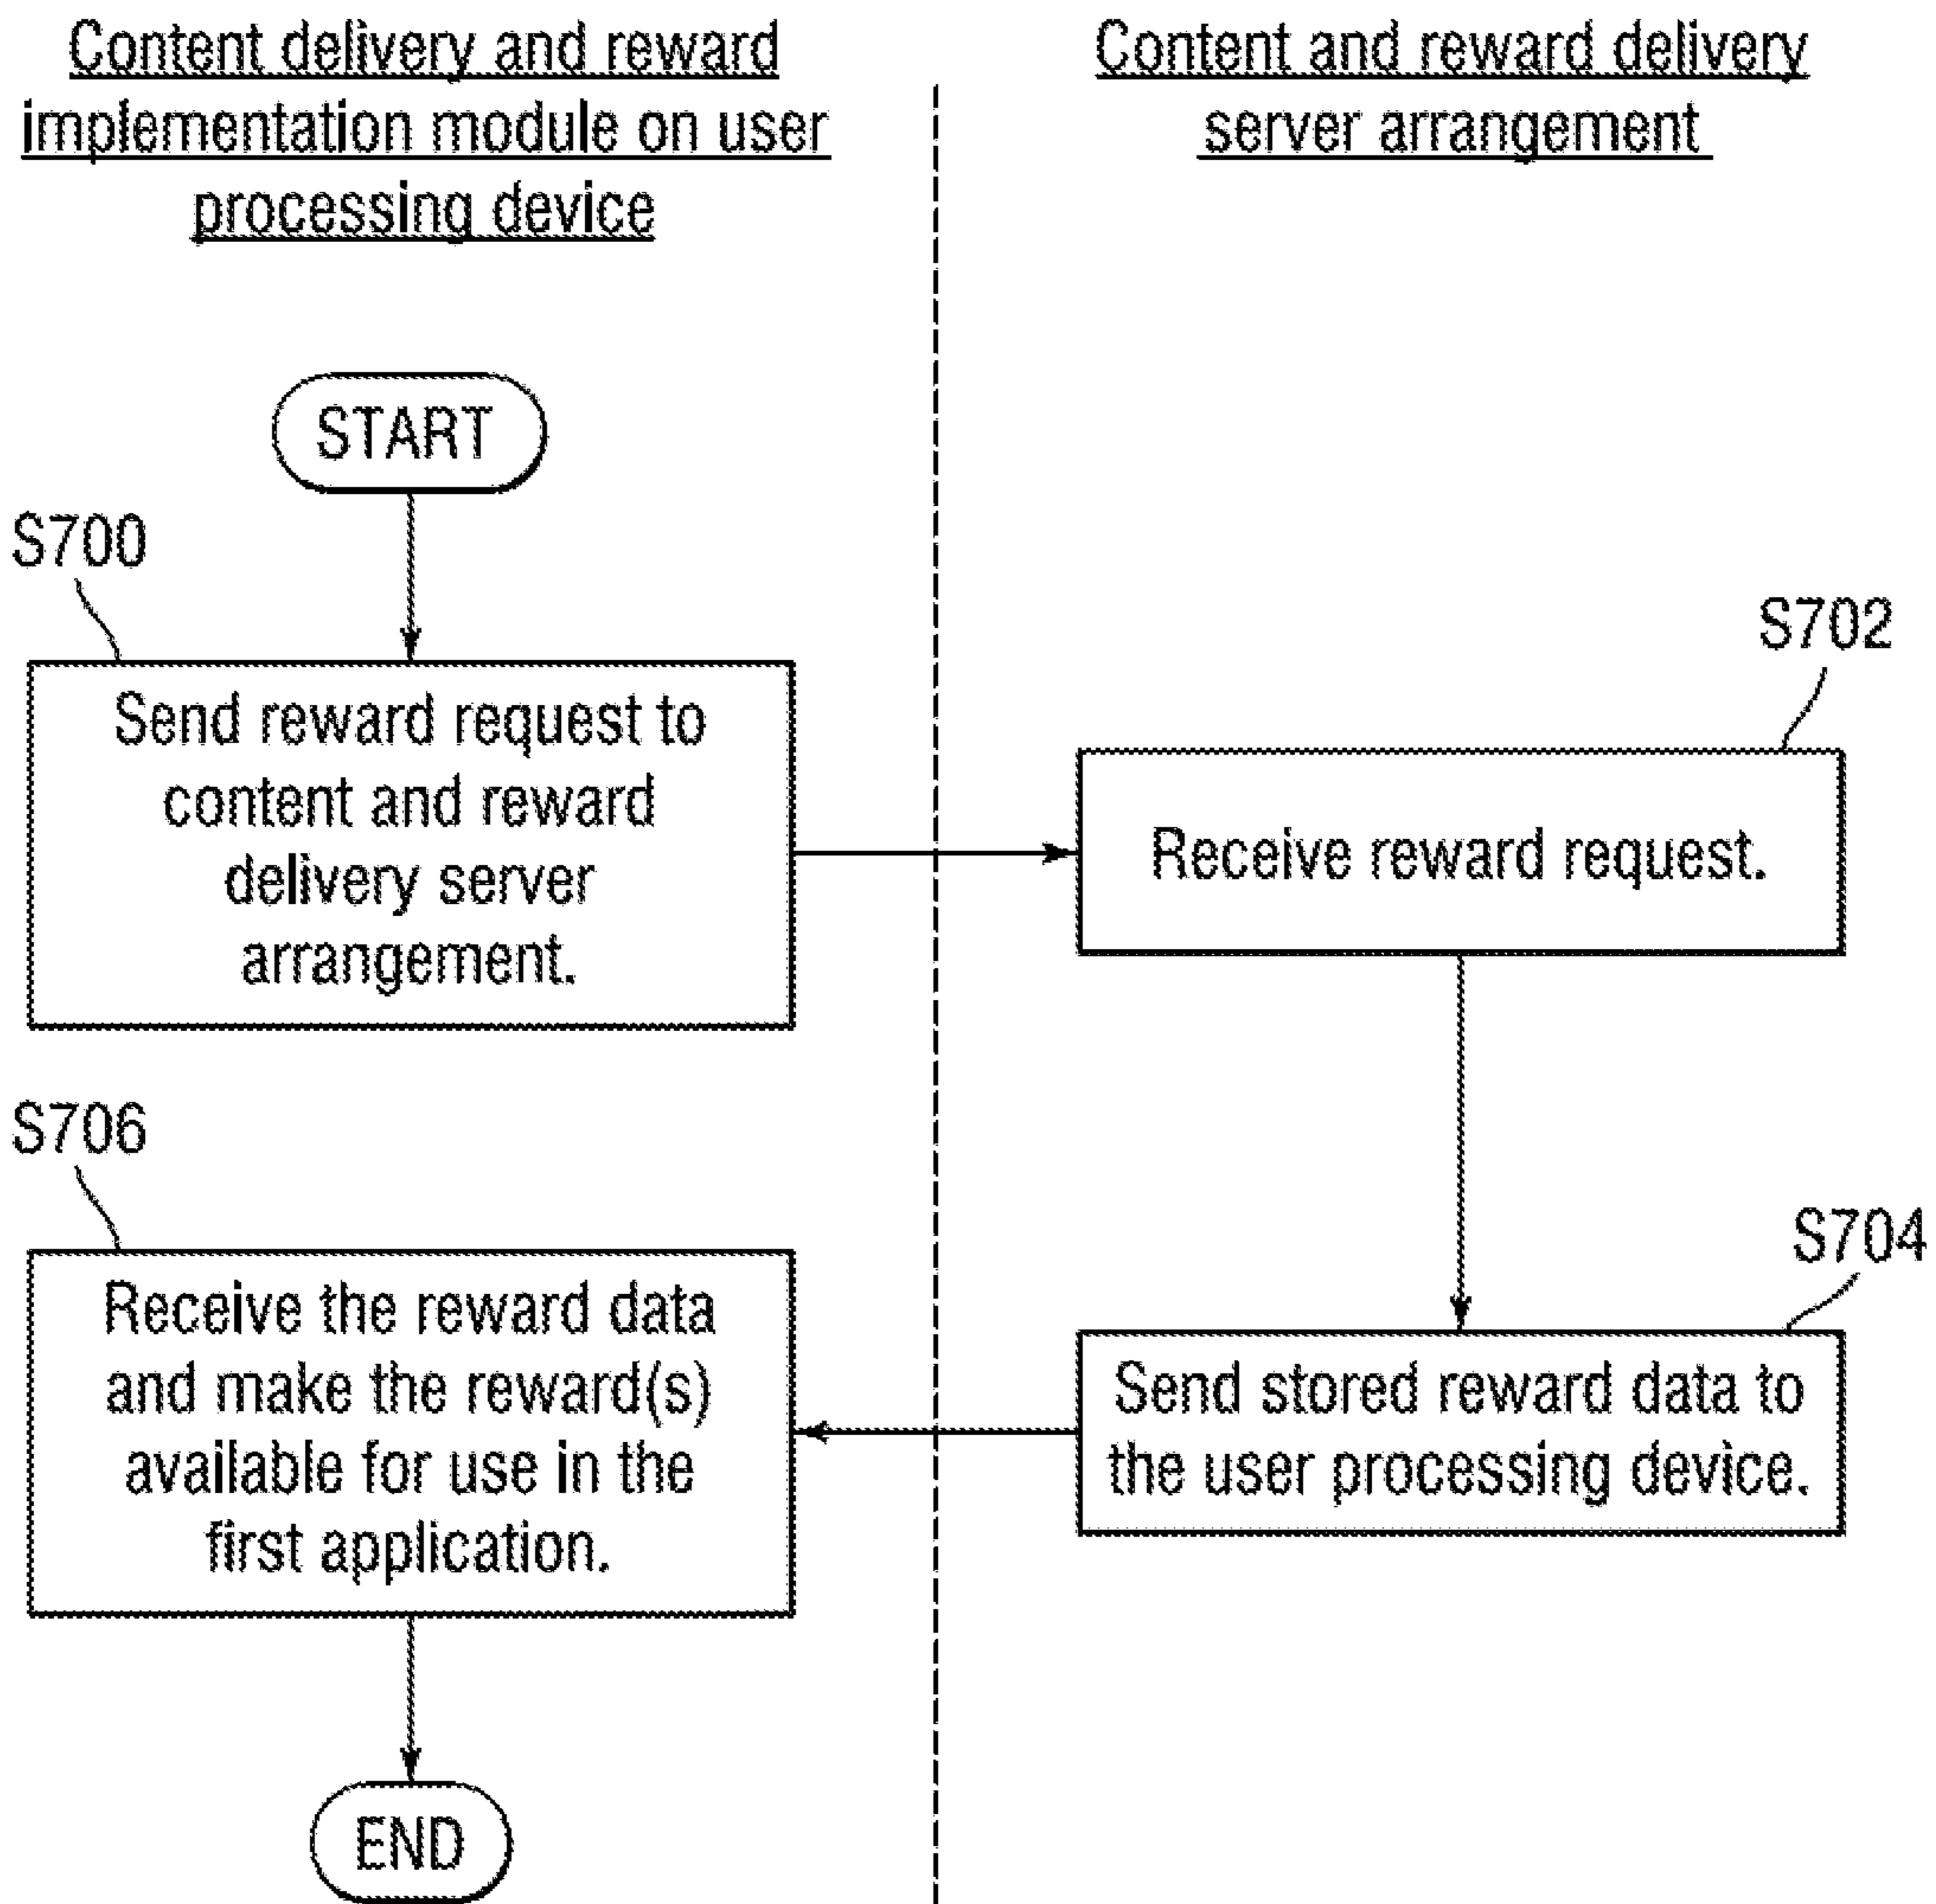 Content delivery and reward
implementation module on user
processing device
Content and reward delivery
server arrangement
START
S700
Send reward request to
content and reward
delivery server
arrangement.
S702
Receive reward request.
S706
Receive the reward data
and make the reward(s)
available for use in the
first application.
S704
Send stored reward data to
the user processing device.
END